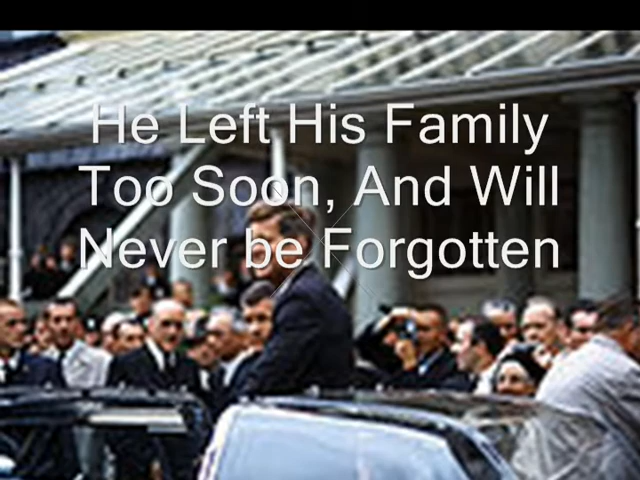 He Left His Family
Too Soon, And Will
Never be Forgotten